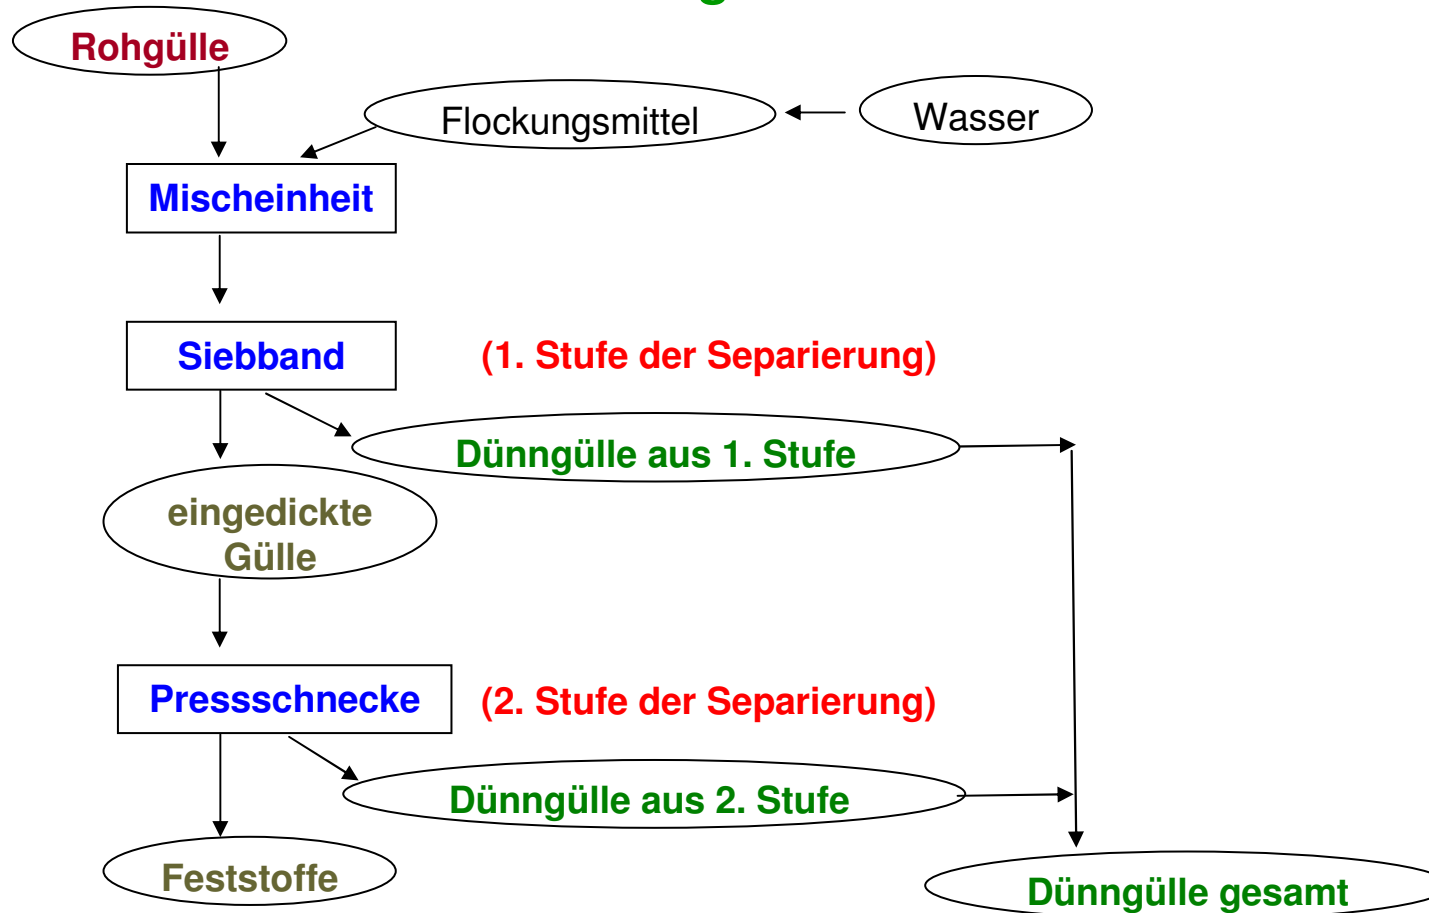 Rohgülle
Flockungsmittel
Wasser
Mischeinheit
Siebband
(1. Stufe der Separierung)
Dünngülle aus 1. Stufe
eingedickte
Gülle
Pressschnecke
(2. Stufe der Separierung)
Dünngülle aus 2. Stufe
Feststoffe
Dünngülle gesamt